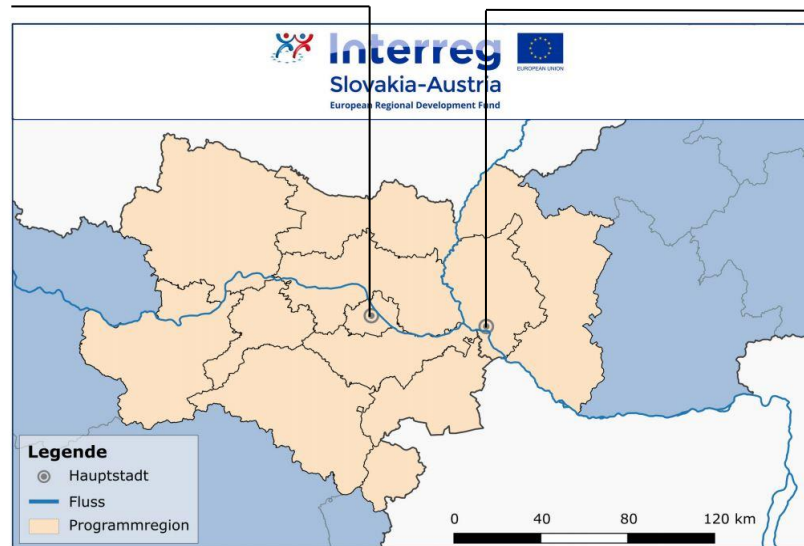 Interreg
EUROPEAN UNION
Slovakia-Austria
European Regional Development Fund
Legende
Hauptstadt
Fluss
Programmregion
0 40 80 120 km